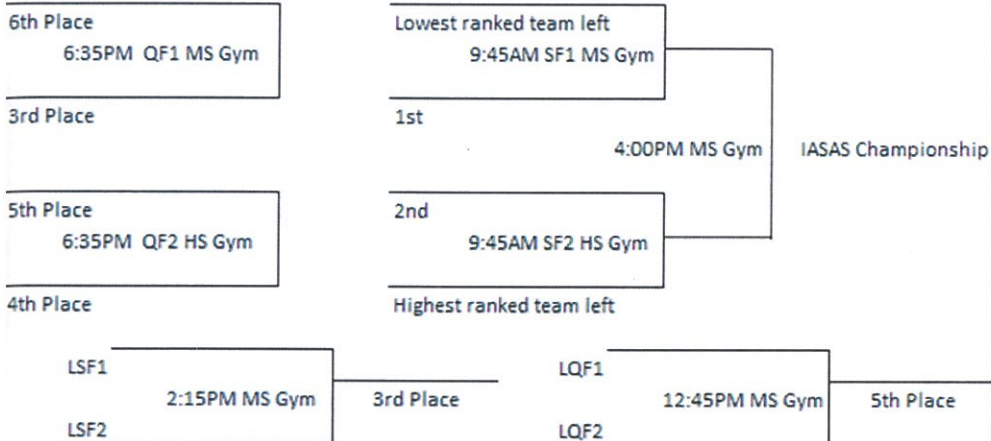 6th Place
6:35PM QF1 MS Gym
3rd Place
5th Place
6:35PM QF2 HS Gym
4th Place
Lowest ranked team left
9:45AM SF1 MS Gym
1st
4:00PM MS Gym
IASAS Championship
2nd
9:45AM SF2 HS Gym
Highest ranked team left
LSF1
2:15PM MS Gym
3rd Place
LSF2
LQF1
12:45PM MS Gym
5th Place
LQF2